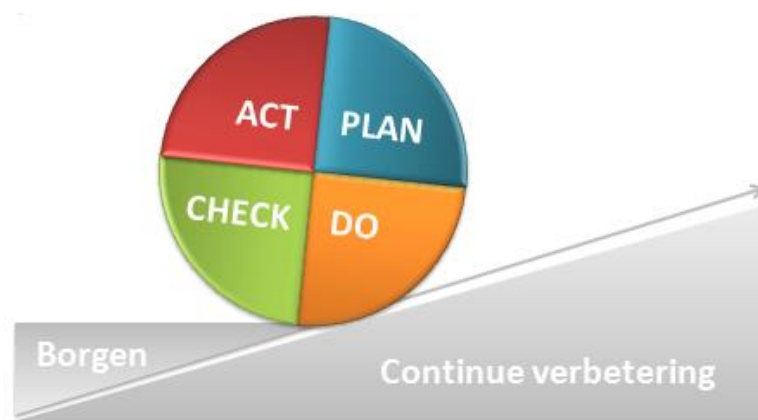 ACT
PLAN
CHECK
DO
Borgen
Continue verbetering